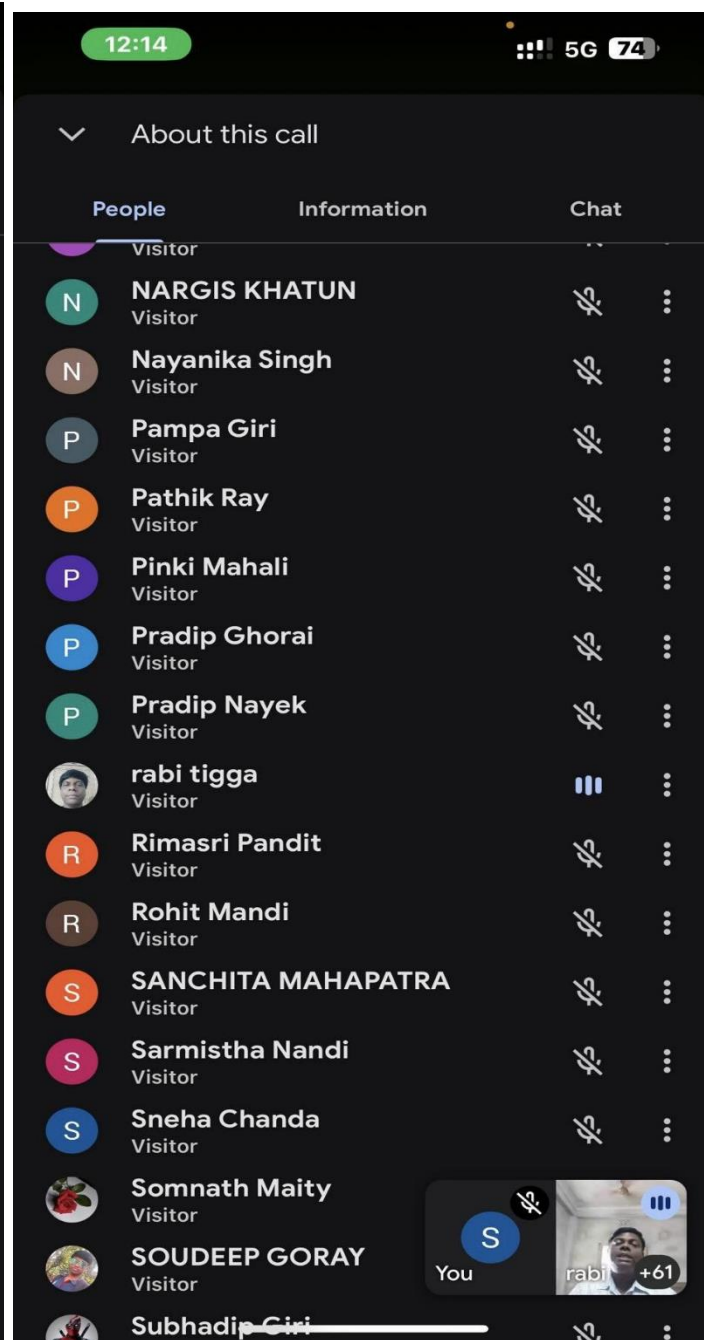 12:14
5G 74
About this call
People Information Chat
Visitor
N NARGIS KHATUN
Visitor
N Nayanika Singh
Visitor
P Pampa Giri
Visitor
P Pathik Ray
Visitor
P Pinki Mahali
Visitor
P Pradip Ghorai
Visitor
P Pradip Nayek
Visitor
rabi tigga
Visitor
R Rimasri Pandit
Visitor
R Rohit Mandi
Visitor
S SANCHITA MAHAPATRA
Visitor
S Sarmistha Nandi
Visitor
S Sneha Chanda
Visitor
Somnath Maity
Visitor
SOUDEEP GORAY
Visitor
S
You rabi +61
Subhadip Giri